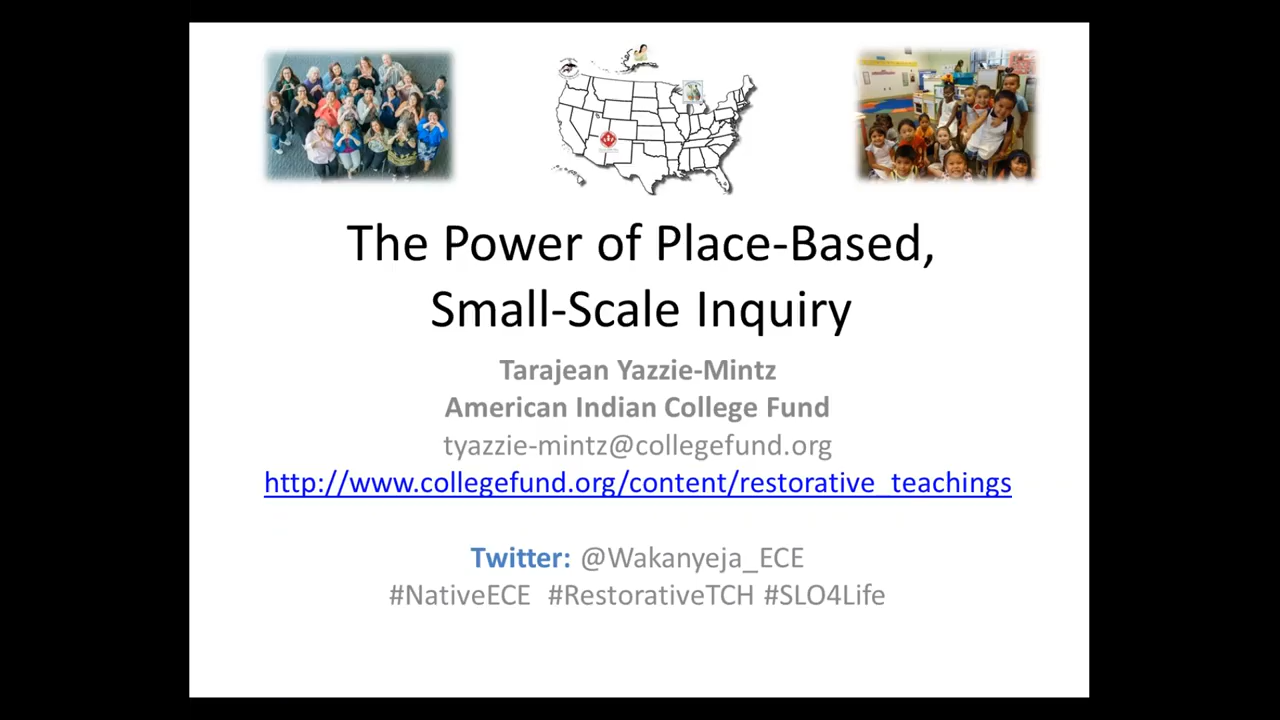 The Power of Place-Based,
Small-Scale Inquiry
Tarajean Yazzie-Mintz
American Indian College Fund
tyazzie-mintz@collegefund.org
http://www.collegefund.org/content/restorative_teachings
Twitter: @Wakanyeja_ECE
#NativeECE #RestorativeTCH #SLO4Life